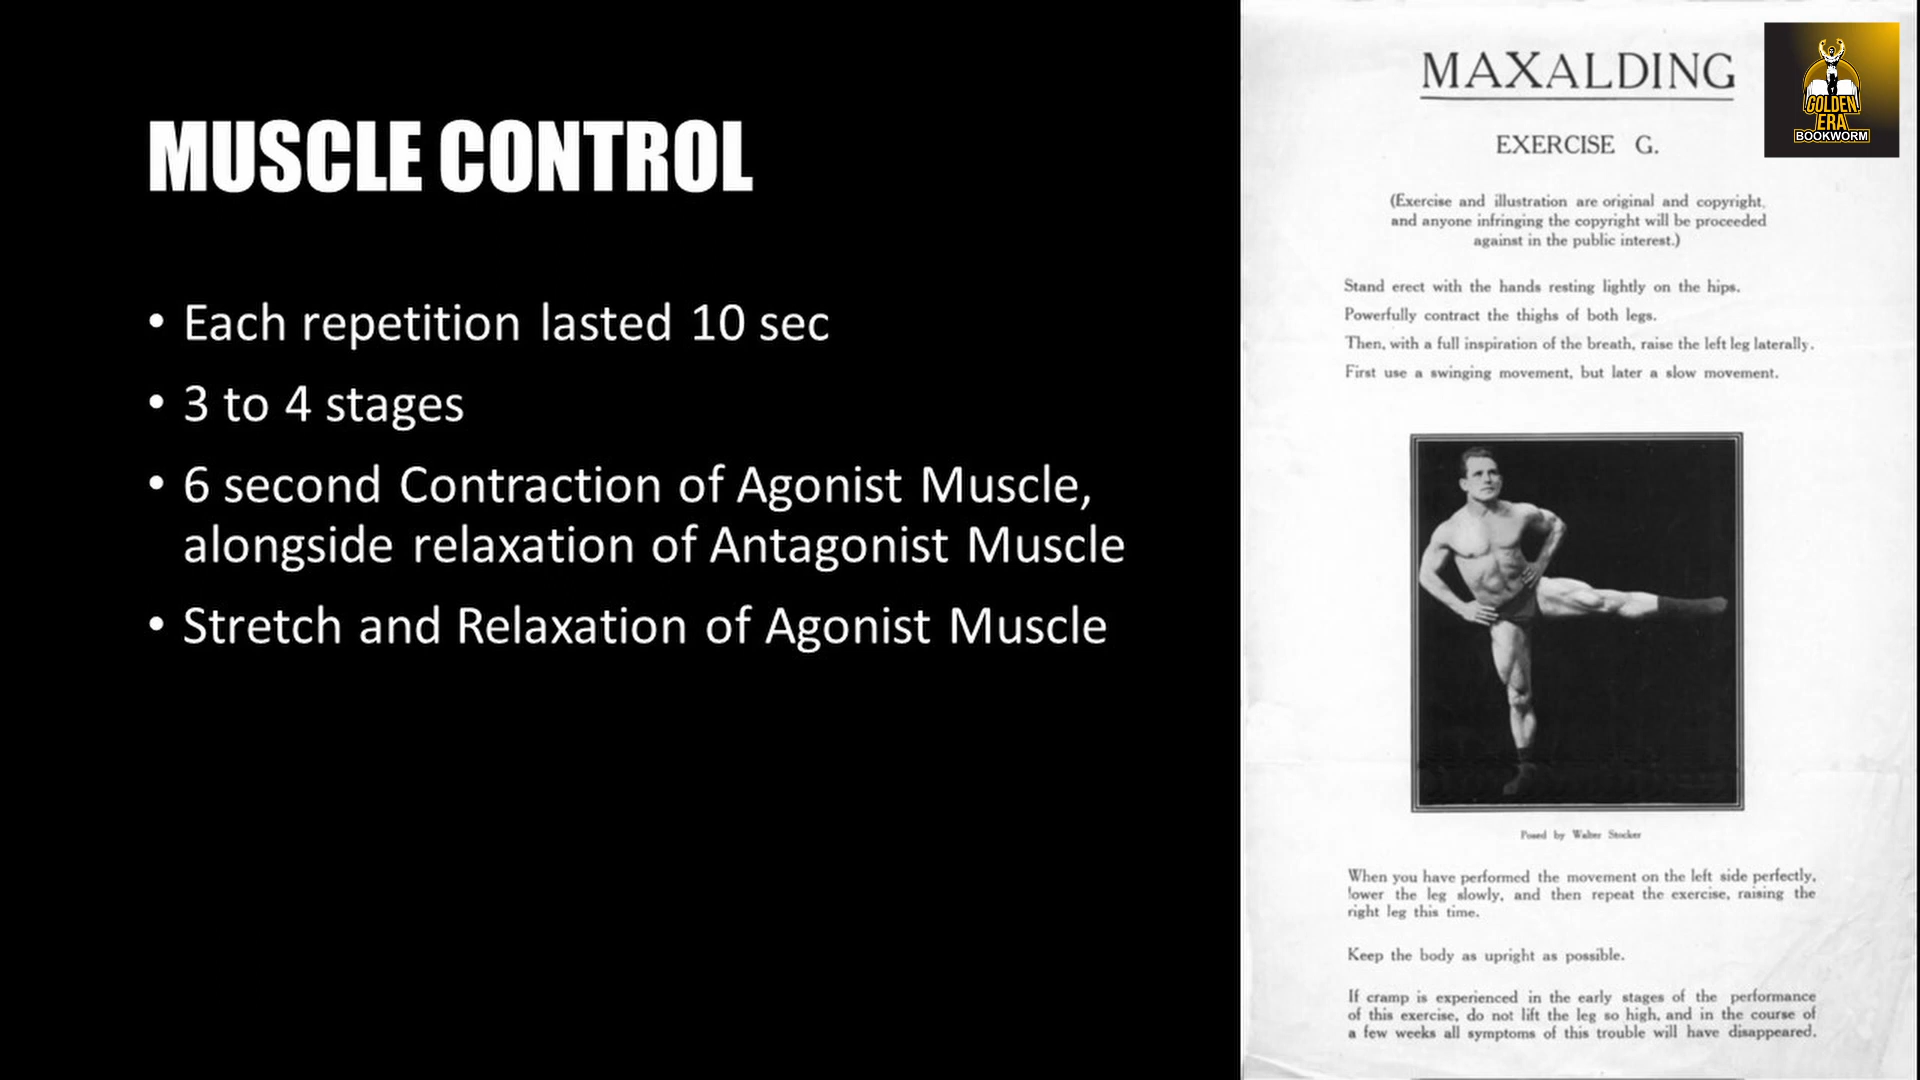 MUSCLE CONTROL
• Each repetition lasted 10 sec
• 3 to 4 stages
• 6 second Contraction of Agonist Muscle,
alongside relaxation of Antagonist Muscle
• Stretch and Relaxation of Agonist Muscle
MAXALDING
EXERCISE G.
(Exercise and illustration are original and copyright,
and anyone infringing the copyright will be proceeded
against in the public interest.)
Stand erect with the hands resting lightly on the hips.
Powerfully contract the thighs of both legs.
Then, with a full inspiration of the breath, raise the left leg laterally.
First use a swinging movement, but later a slow movement.
Posed by Walter Stocker
When you have performed the movement on the left side perfectly,
lower the leg slowly, and then repeat the exercise, raising the
right leg this time.
Keep the body as upright as possible.
If cramp is experienced in the early stages of the performance
of this exercise, do not lift the leg so high, and in the course of
a few weeks all symptoms of this trouble will have disappeared.
GOLDEN
ERA
BOOKWORM